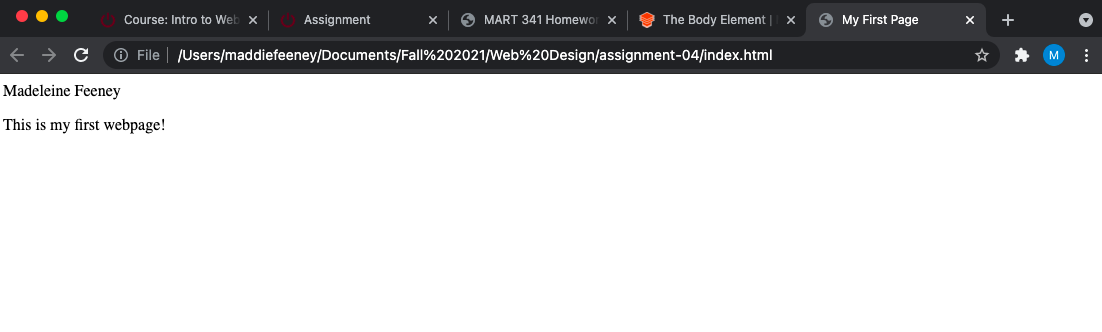 Course: Intro to Web
Assignment
MART 341 Homewor
The Body Element |
My First Page
File
/Users/maddiefeeney/Documents/Fall%202021/Web%20Design/assignment-04/index.html
M
Madeleine Feeney
This is my first webpage!